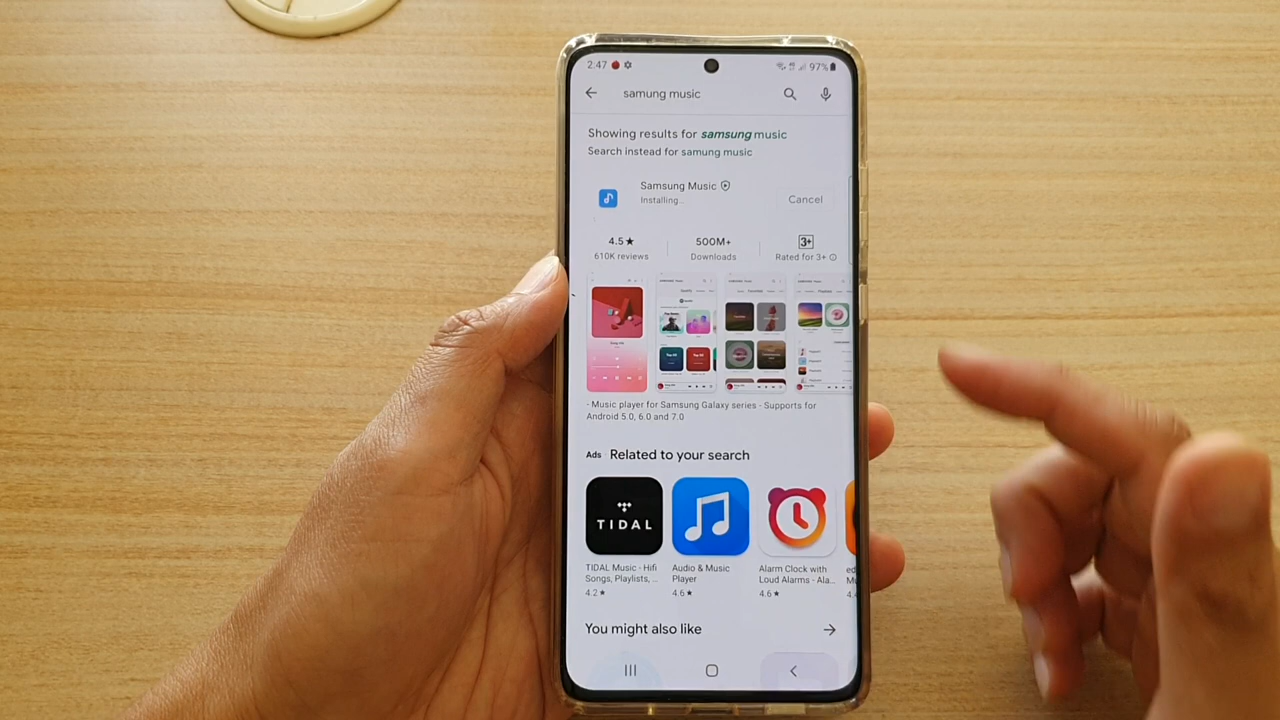 2.47 97%
samung music
Showing results for samsung music
Search instead for samung music
Samsung Music
Installing..
Cancel
4.5★ 500M+ 3+
610K reviews Downloads Rated for 3+
- Music player for Samsung Galaxy series - Supports for
Android 5.0, 6.0 and 7.0
Ads Related to your search
TIDAL
TIDAL Music - Hifi
Songs, Playlists, ...
4.2★
Audio & Music
Player
4.6★
Alarm Clock with
Loud Alarms - Ala...
4.6★
You might also like